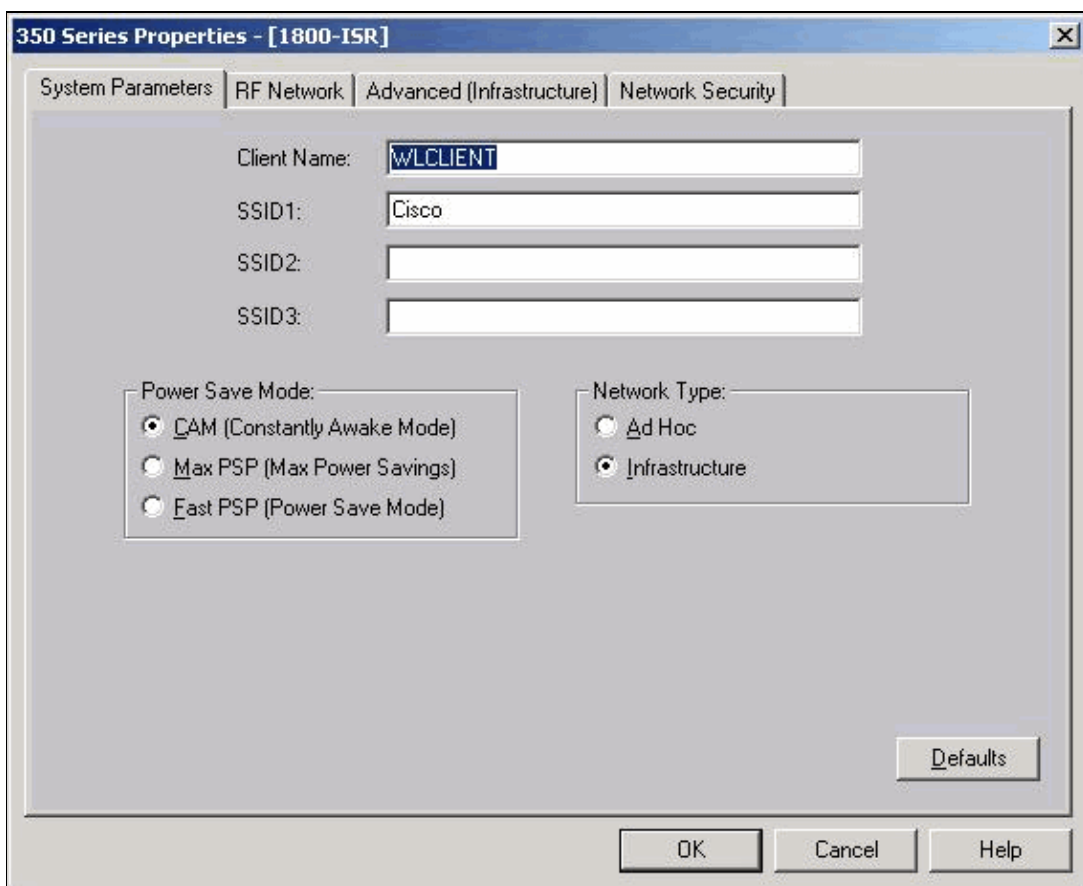 350 Series Properties - [1800-ISR]
System Parameters RF Network Advanced (Infrastructure) Network Security
Client Name: WLCLIENT
SSID1: Cisco
SSID2:
SSID3:
Power Save Mode:
CAM (Constantly Awake Mode)
Max PSP (Max Power Savings)
Fast PSP (Power Save Mode)
Network Type:
Ad Hoc
Infrastructure
Defaults
OK Cancel Help